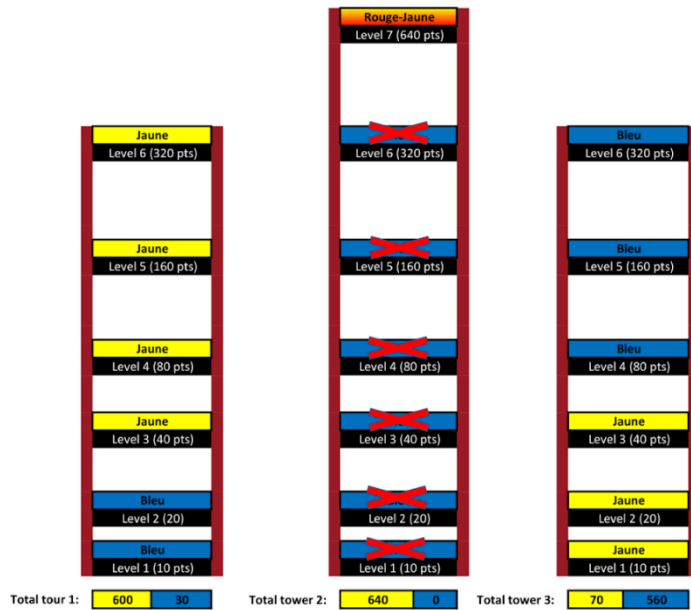 Rouge-Jaune
Level 7 (640 pts)
Jaune
Level 6 (320 pts)
Jaune
Level 5 (160 pts)
Jaune
Level 4 (80 pts)
Jaune
Level 3 (40 pts)
Bleu
Level 2 (20)
Bleu
Level 1 (10 pts)
Total tour 1: 600 30
Level 6 (320 pts)
Level 5 (160 pts)
Level 4 (80 pts)
Level 3 (40 pts)
Level 2 (20)
Level 1 (10 pts)
Total tower 2: 640 0
Bleu
Level 6 (320 pts)
Bleu
Level 5 (160 pts)
Bleu
Level 4 (80 pts)
Jaune
Level 3 (40 pts)
Jaune
Level 2 (20)
Jaune
Level 1 (10 pts)
Total tower 3: 70 560